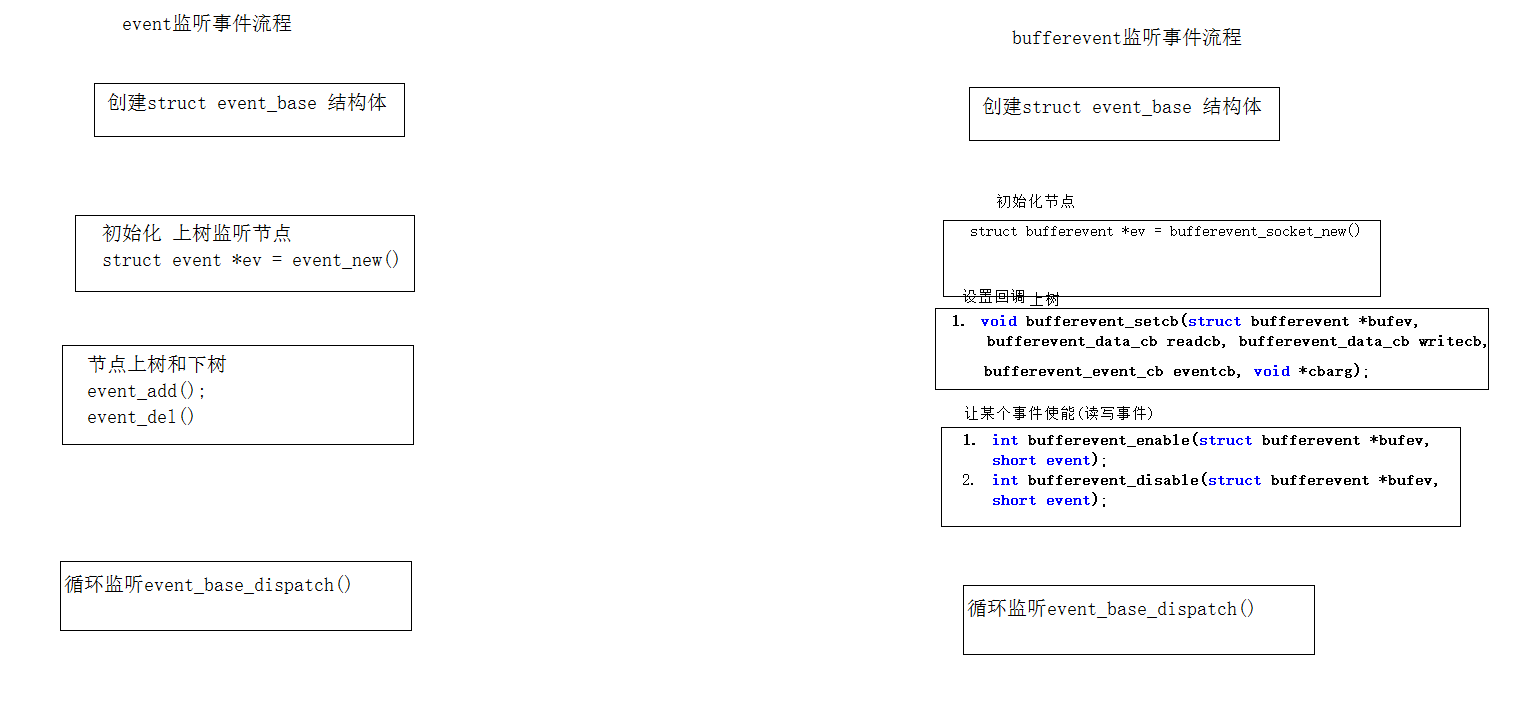 event监听事件流程
创建struct event_base 结构体
初始化 上树监听节点
struct event *ev = event_new()
节点上树和下树
event_add();
event_del()
循环监听event_base_dispatch()
bufferevent监听事件流程
创建struct event_base 结构体
初始化节点
struct bufferevent *ev = bufferevent_socket_new()
设置回调 上树
1. void bufferevent_setcb(struct bufferevent *bufev,
bufferevent_data_cb readcb, bufferevent_data_cb writecb,
bufferevent_event_cb eventcb, void *cbarg);
让某个事件使能(读写事件)
1. int bufferevent_enable(struct bufferevent *bufev,
short event);
2. int bufferevent_disable(struct bufferevent *bufev,
short event);
循环监听event_base_dispatch()